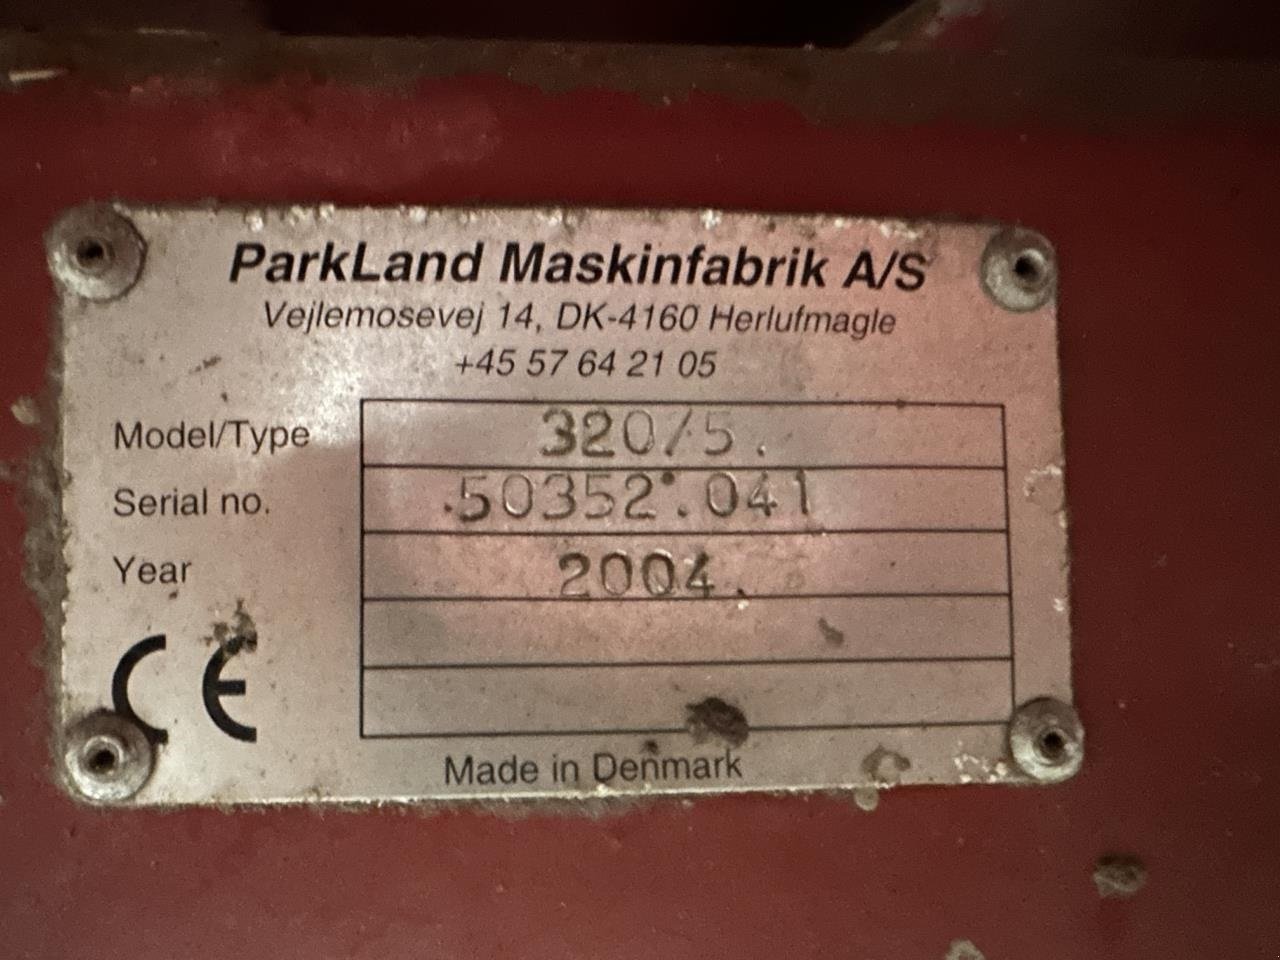 ParkLand Maskinfabrik A/S
Vejlemosevej 14, DK-4160 Herlufmagle
+45 57 64 21 05
Model/Type 320/5.
Serial no. .50352.041
Year 2004.
CE
Made in Denmark